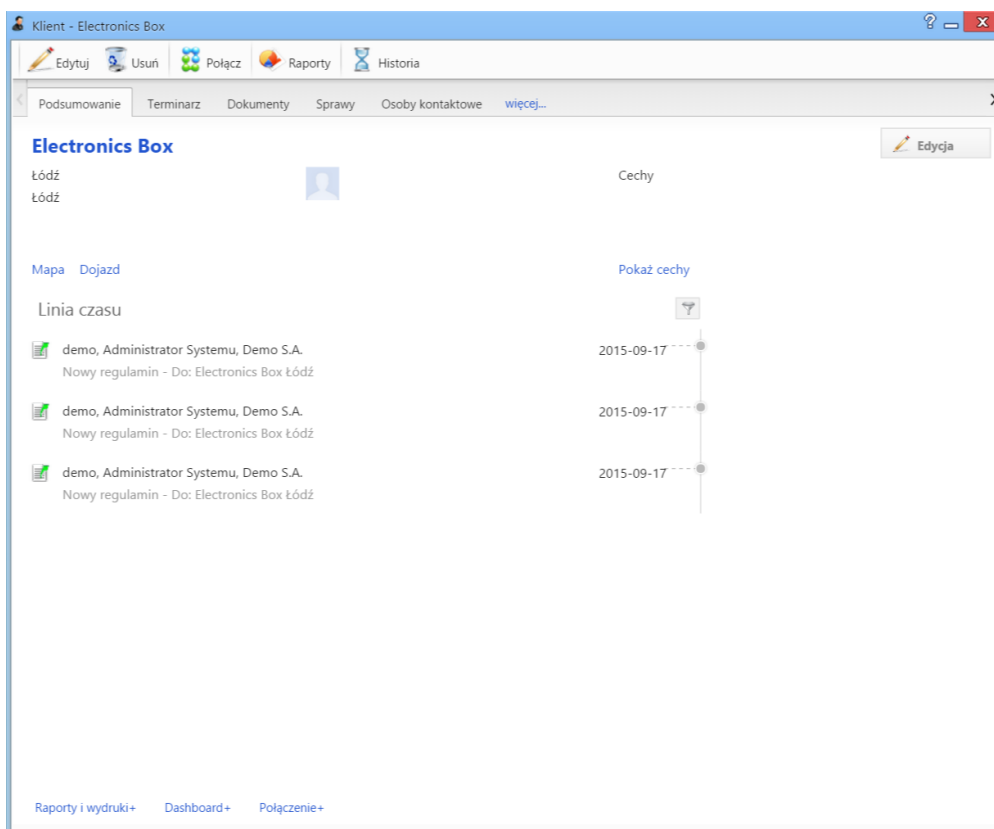 Klient - Electronics Box
Edytuj Usuń Połącz Raporty Historia
Podsumowanie Terminarz Dokumenty Sprawy Osoby kontaktowe więcej...
Electronics Box
Edycja
Łódź
Cechy
Łódź
Mapa Dojazd
Pokaż cechy
Linia czasu
demo, Administrator Systemu, Demo S.A. 2015-09-17
Nowy regulamin - Do: Electronics Box Łódź
demo, Administrator Systemu, Demo S.A. 2015-09-17
Nowy regulamin - Do: Electronics Box Łódź
demo, Administrator Systemu, Demo S.A. 2015-09-17
Nowy regulamin - Do: Electronics Box Łódź
Raporty i wydruki+ Dashboard+ Połączenie+